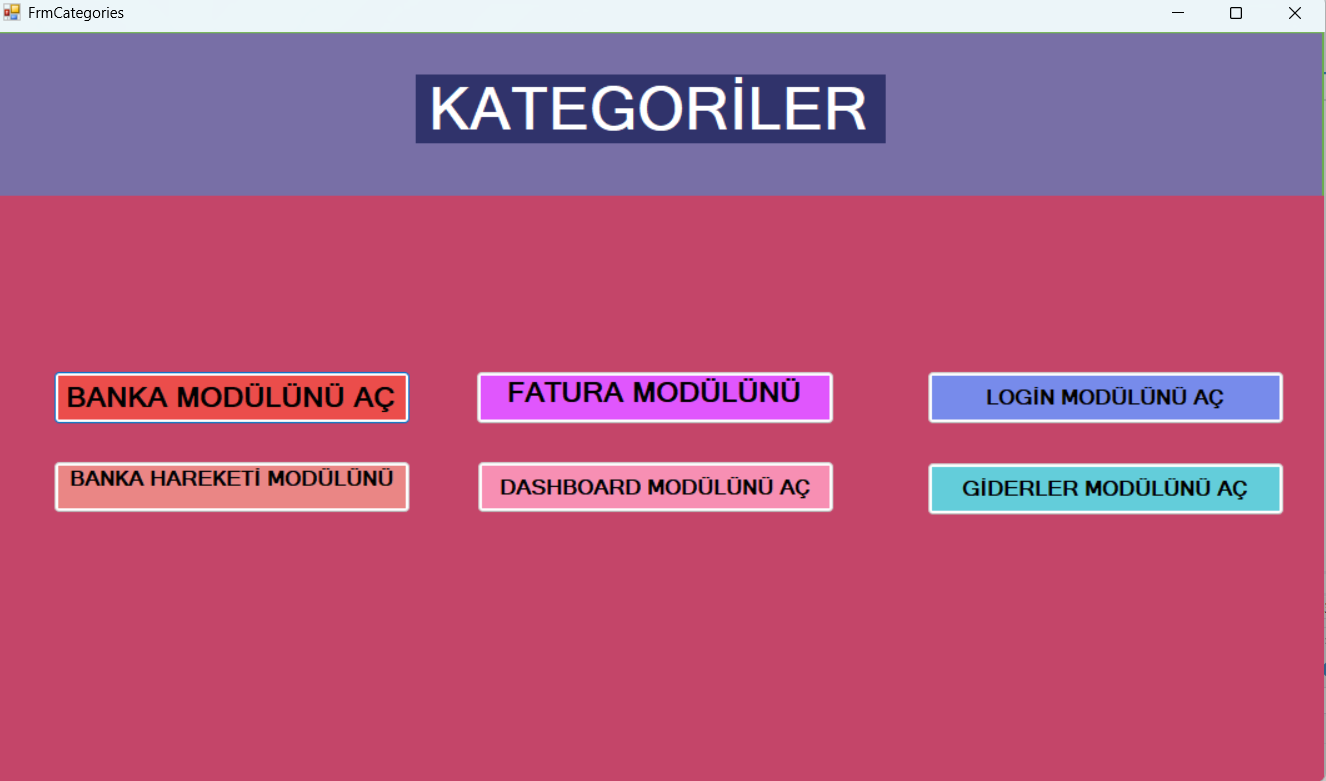 FrmCategories
KATEGORİLER
BANKA MODÜLÜNÜ AÇ
FATURA MODÜLÜNÜ
LOGİN MODÜLÜNÜ AÇ
BANKA HAREKETİ MODÜLÜNÜ
DASHBOARD MODÜLÜNÜ AÇ
GİDERLER MODÜLÜNÜ AÇ